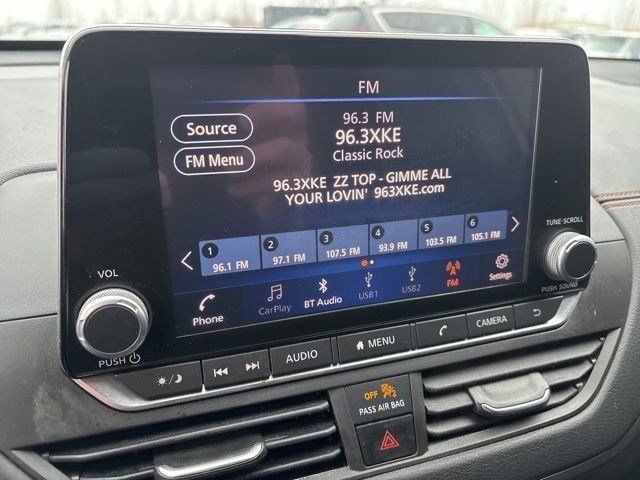 FM
Source
FM Menu
96.3 FM
96.3XKE
Classic Rock
96.3XKE ZZ TOP - GIMME ALL
YOUR LOVIN' 963XKE.com
1
96.1 FM
2
97.1 FM
3
107.5 FM
4
93.9 FM
5
103.5 FM
6
105.1 FM
Phone
CarPlay
BT Audio
USB1
USB2
FM
Settings
VOL
PUSH
TUNE·SCROLL
PUSH SOUND
AUDIO
MENU
CAMERA
OFF 2
PASS AIR BAG